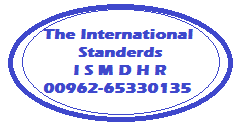 The International
Standerds
I S M D H R
00962-65330135